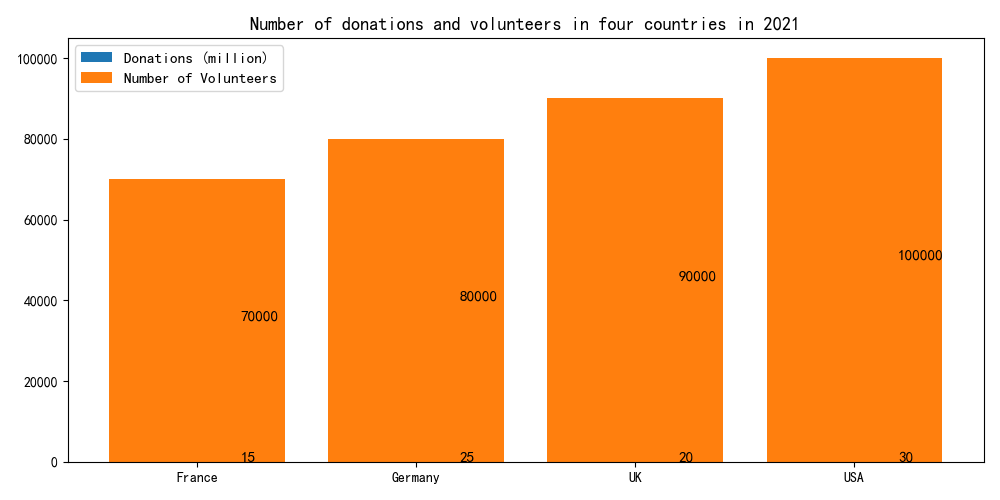 Number of donations and volunteers in four countries in 2021
Donations (million)
Number of Volunteers
100000
80000
60000
40000
20000
0
70000
80000
90000
100000
15
25
20
30
France
Germany
UK
USA